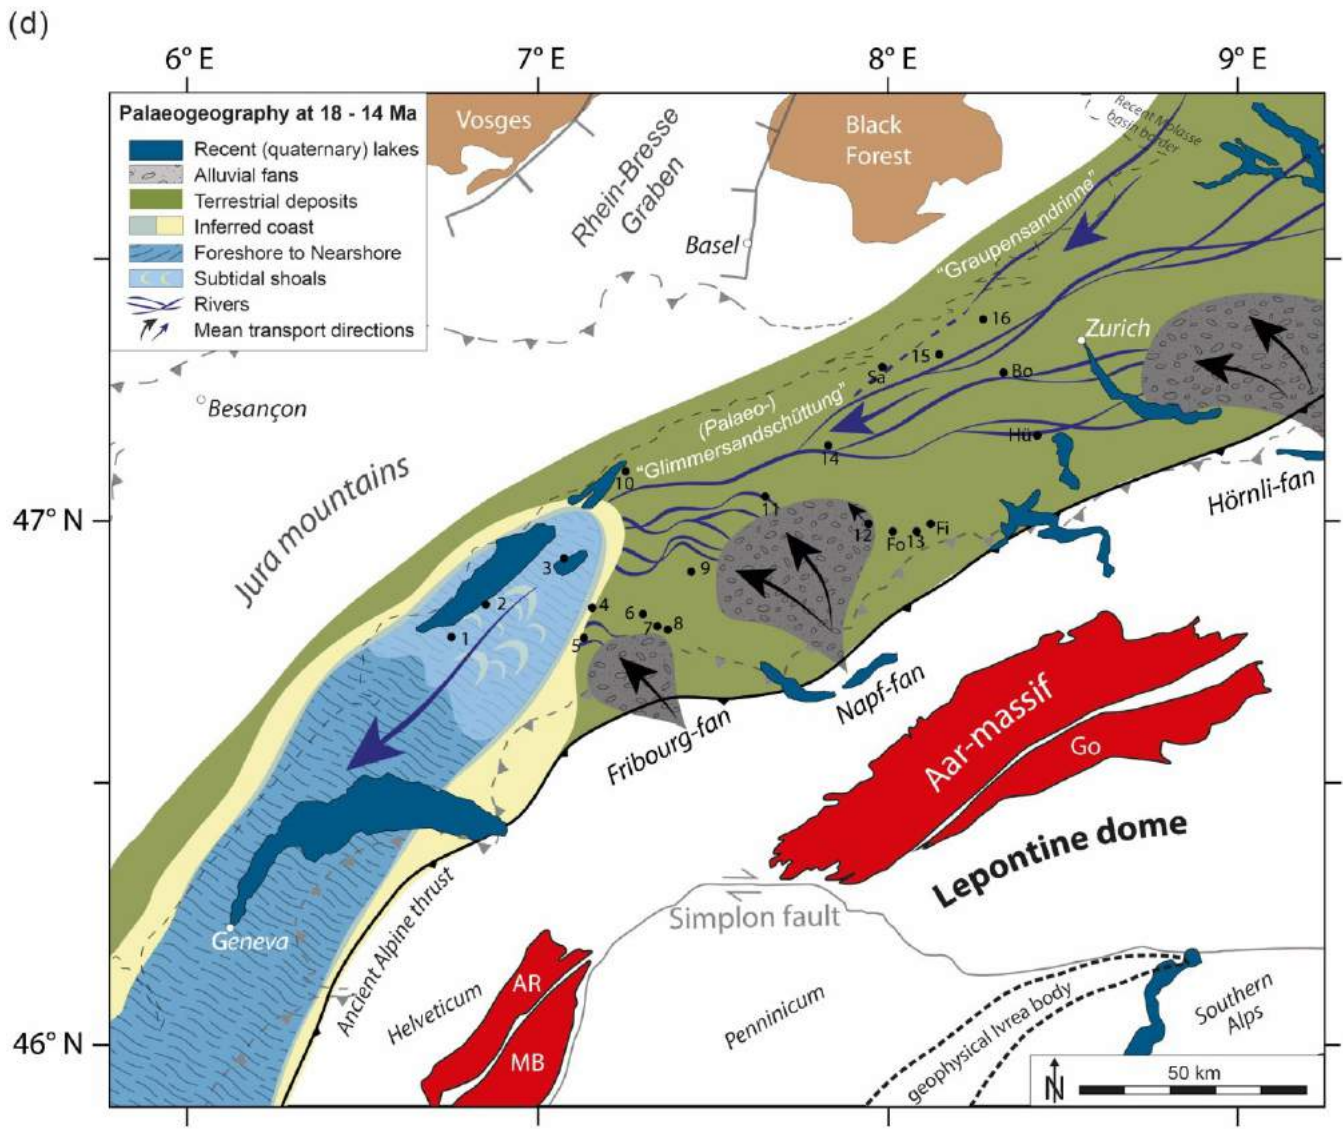 (d)
6° E
7° E
8° E
9° E
Palaeogeography at 18 - 14 Ma
Recent (quaternary) lakes
Alluvial fans
Terrestrial deposits
Inferred coast
Foreshore to Nearshore
Subtidal shoals
Rivers
Mean transport directions
Vosges
Rhein-Bresse
Graben
Black
Forest
Recent Molasse
basin border
Basel
"Graupensandrinne"
16
Zurich
15
Sa
Bo
Besançon
(Palaeo-)
"Glimmersandschüttung"
Hü
14
10
Jura mountains
Hörnli-fan
47° N
11
12
Fo
13
Fi
3
9
2
4
6
1
5
7
8
Napf-fan
Fribourg-fan
Aar-massif
Go
Lepontine dome
Simplon fault
Geneva
Ancient Alpine thrust
Helveticum
AR
MB
Penninicum
geophysical Ivrea body
Southern
Alps
46° N
N
50 km